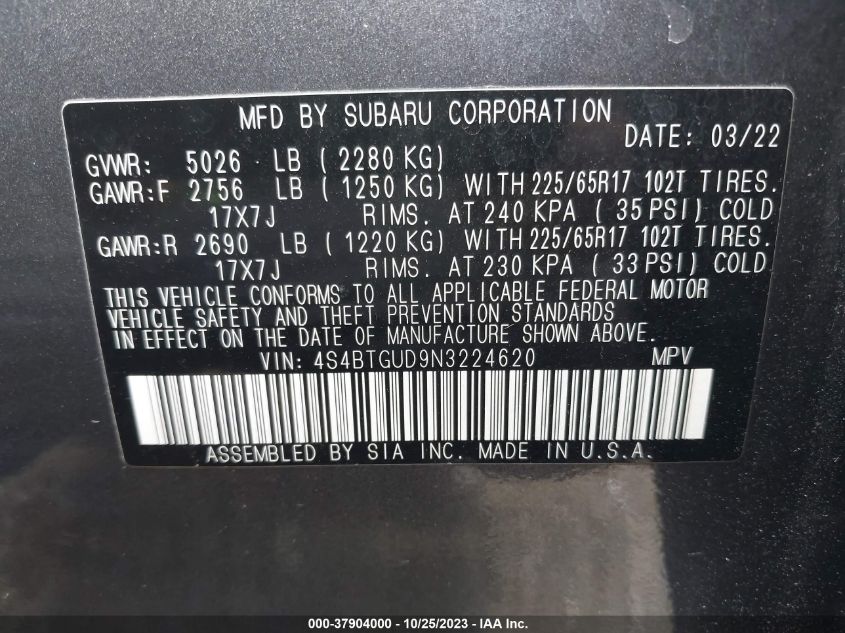 MFD BY SUBARU CORPORATION
DATE: 03/22
GVWR: 5026 LB ( 2280 KG)
GAWR:F 2756 LB ( 1250 KG) WITH 225/65R17 102T TIRES.
17X7J RIMS. AT 240 KPA ( 35 PSI) COLD
GAWR:R 2690 LB ( 1220 KG) WITH 225/65R17 102T TIRES.
17X7J RIMS. AT 230 KPA ( 33 PSI) COLD
THIS VEHICLE CONFORMS TO ALL APPLICABLE FEDERAL MOTOR
VEHICLE SAFETY AND THEFT PREVENTION STANDARDS
IN EFFECT ON THE DATE OF MANUFACTURE SHOWN ABOVE.
VIN: 4S4BTGUD9N3224620 MPV
ASSEMBLED BY SIA INC. MADE IN U.S.A.
000-37904000 - 10/25/2023 - IAA Inc.